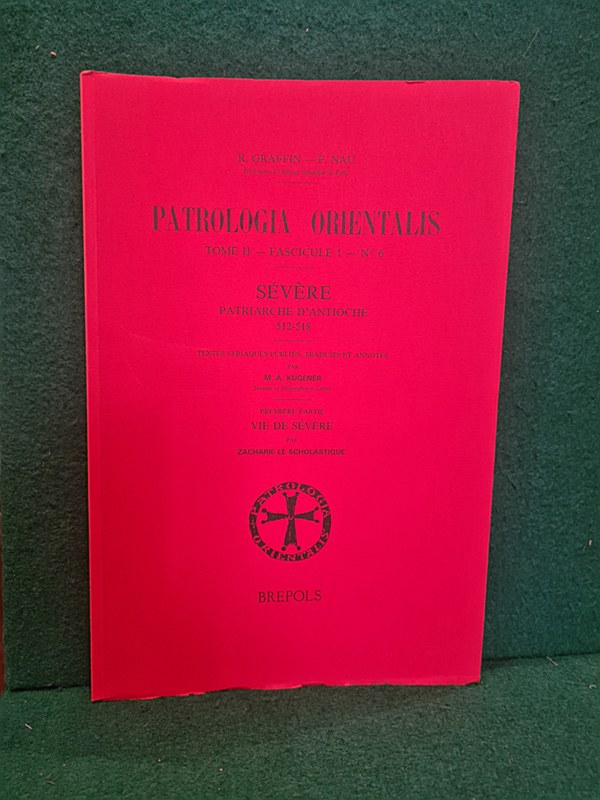 R. GRAFFIN — F. NAU
PATROLOGIA ORIENTALIS
TOME II — FASCICULE 1 — N° 6
SÉVÈRE
PATRIARCHE D'ANTIOCHE
512-518
TEXTES SYRIAQUES PUBLIÉS, TRADUITS ET ANNOTÉS
PAR
M. A. KUGENER
PREMIÈRE PARTIE
VIE DE SÉVÈRE
PAR
ZACHARIE LE SCHOLASTIQUE
PATROLOGIA
ORIENTALIS
BREPOLS